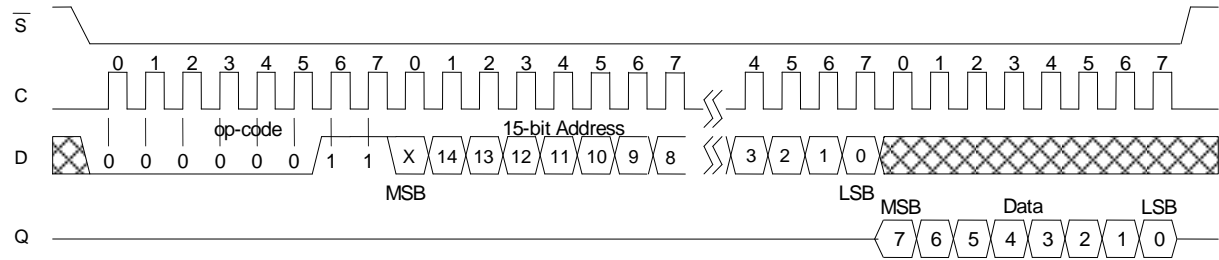 S
0 1 2 3 4 5 6 7 0 1 2 3 4 5 6 7 4 5 6 7 0 1 2 3 4 5 6 7
C
op-code 15-bit Address
D 0 0 0 0 0 0 1 1 X 14 13 12 11 10 9 8 3 2 1 0
MSB LSB MSB Data LSB
Q 7 6 5 4 3 2 1 0